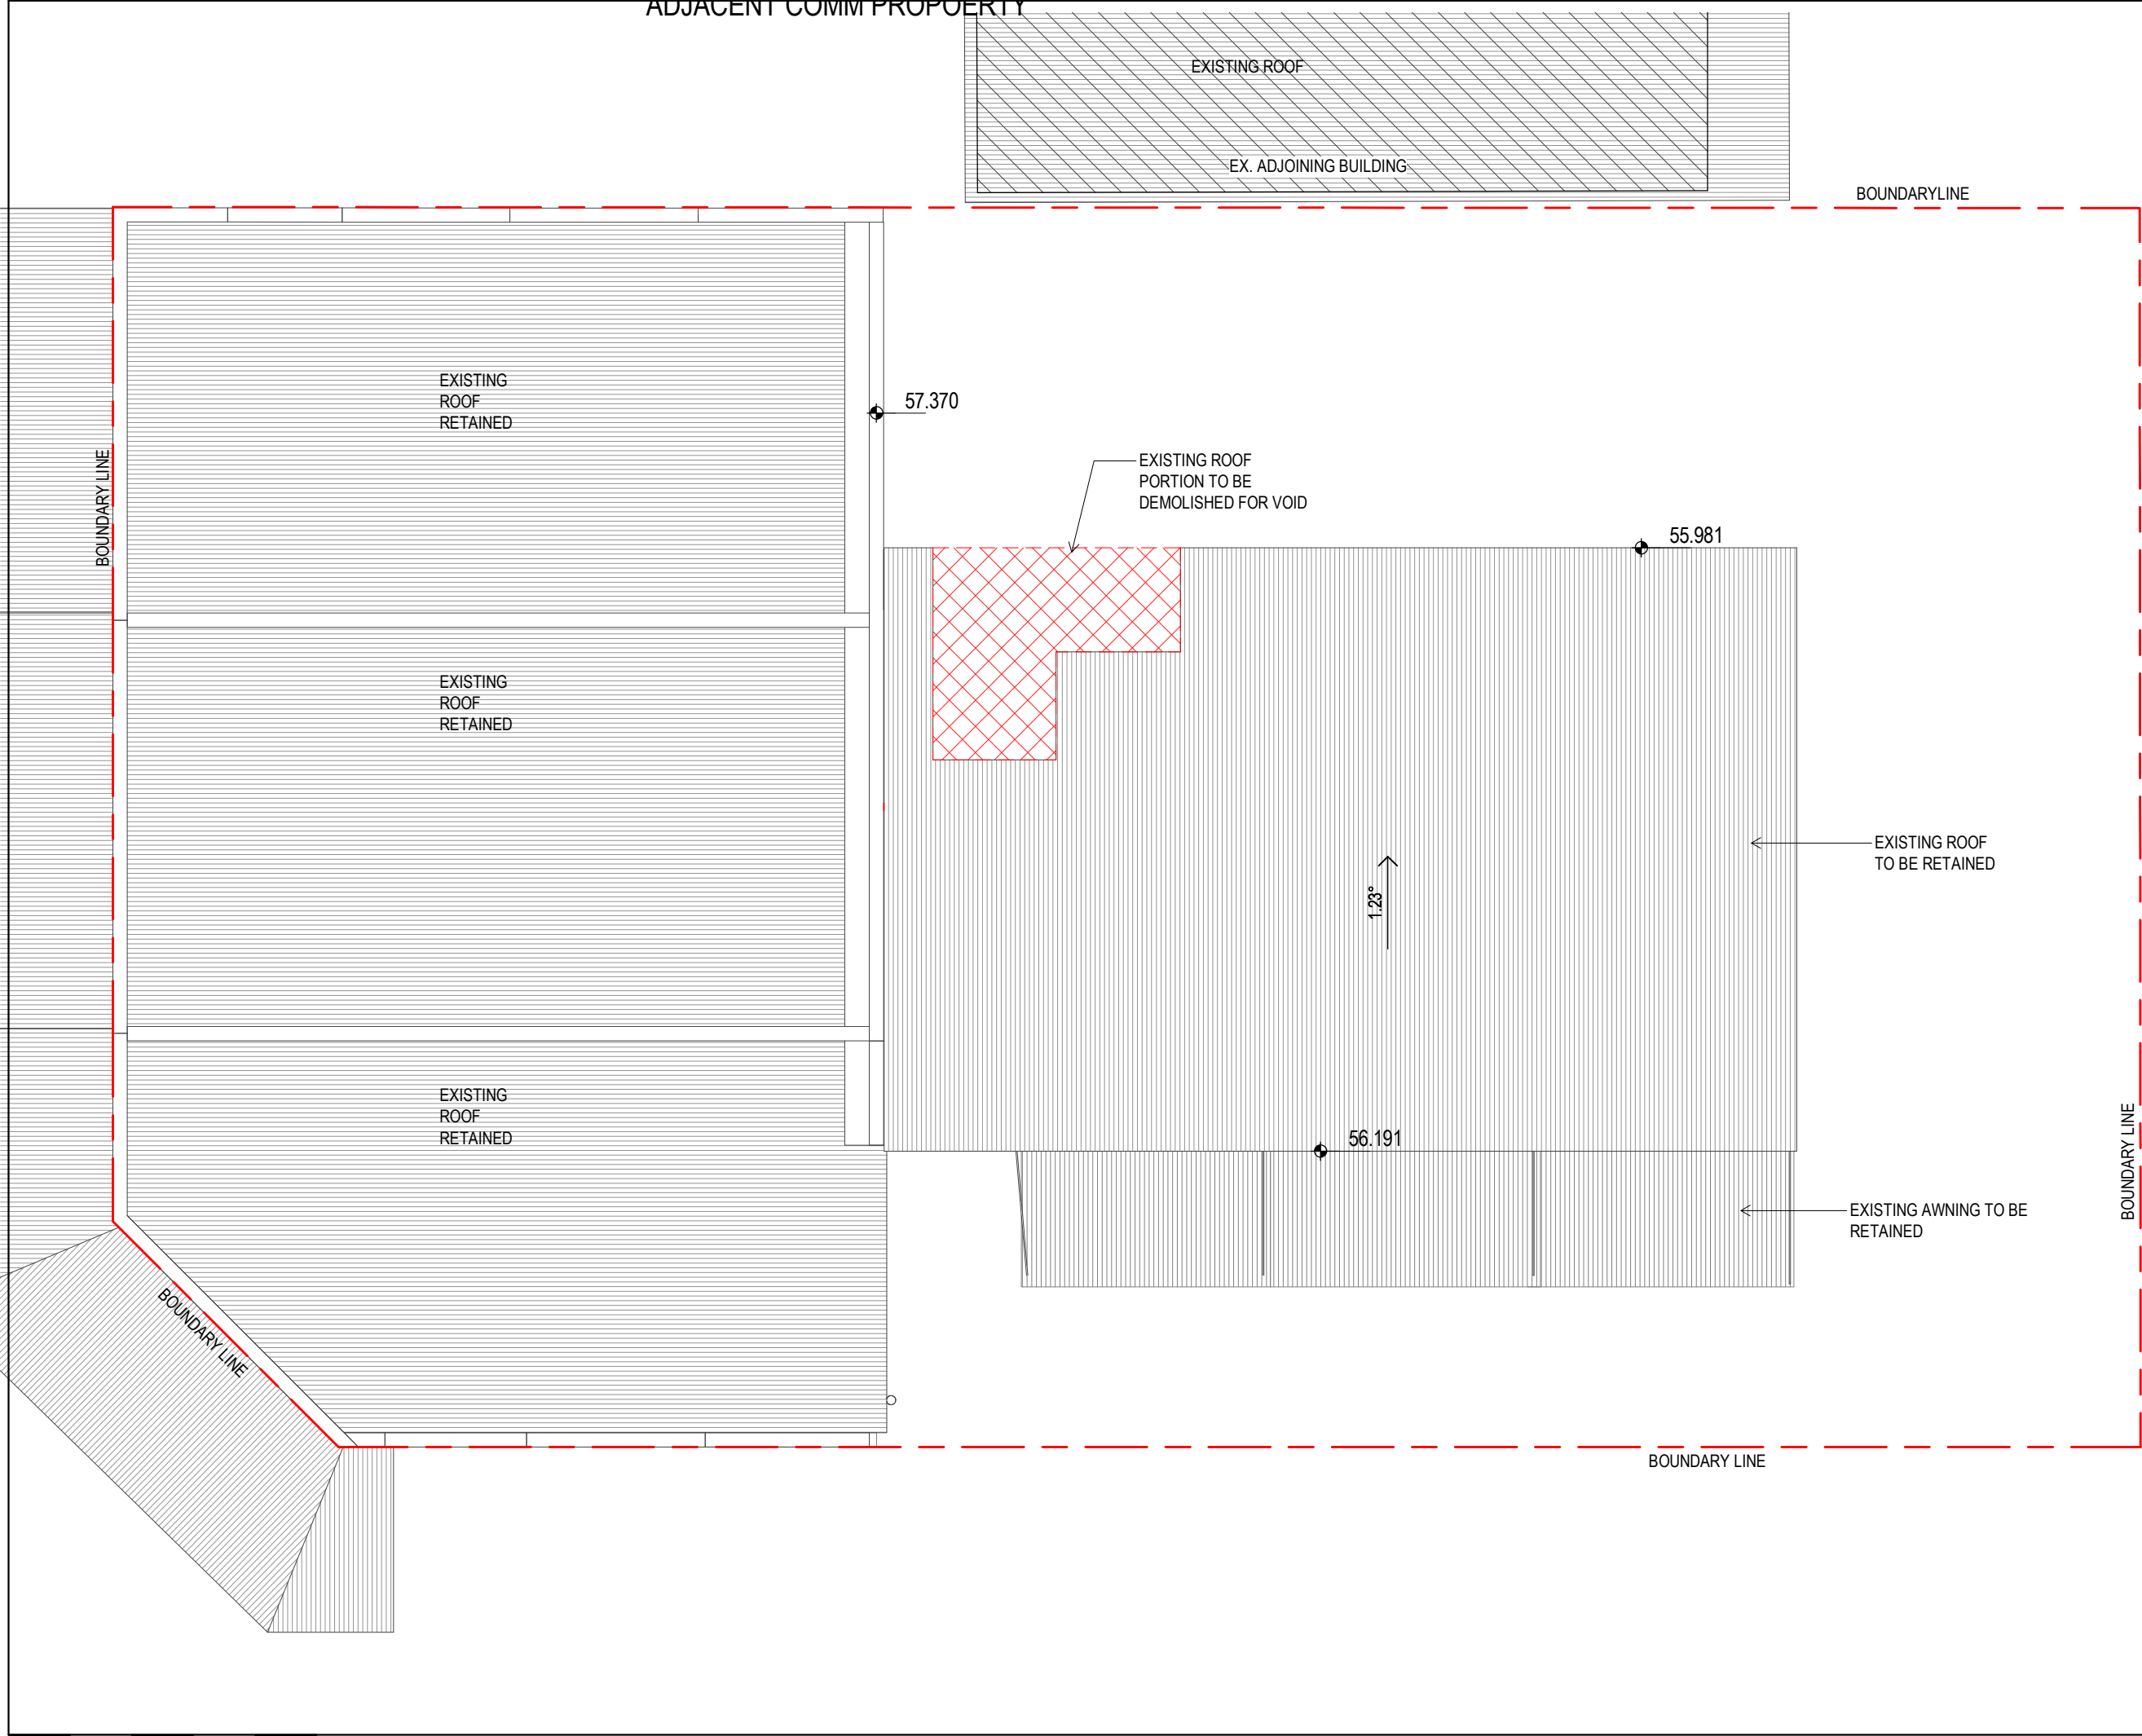 ADJACENT COMM PROPOERTY
EXISTING ROOF
EX. ADJOINING BUILDING
BOUNDARYLINE
EXISTING
ROOF
RETAINED
57.370
BOUNDARY LINE
EXISTING ROOF
PORTION TO BE
DEMOLISHED FOR VOID
55.981
EXISTING
ROOF
RETAINED
EXISTING ROOF
TO BE RETAINED
1.23°
EXISTING
ROOF
RETAINED
56.191
BOUNDARY LINE
EXISTING AWNING TO BE
RETAINED
BOUNDARY LINE
BOUNDARY LINE